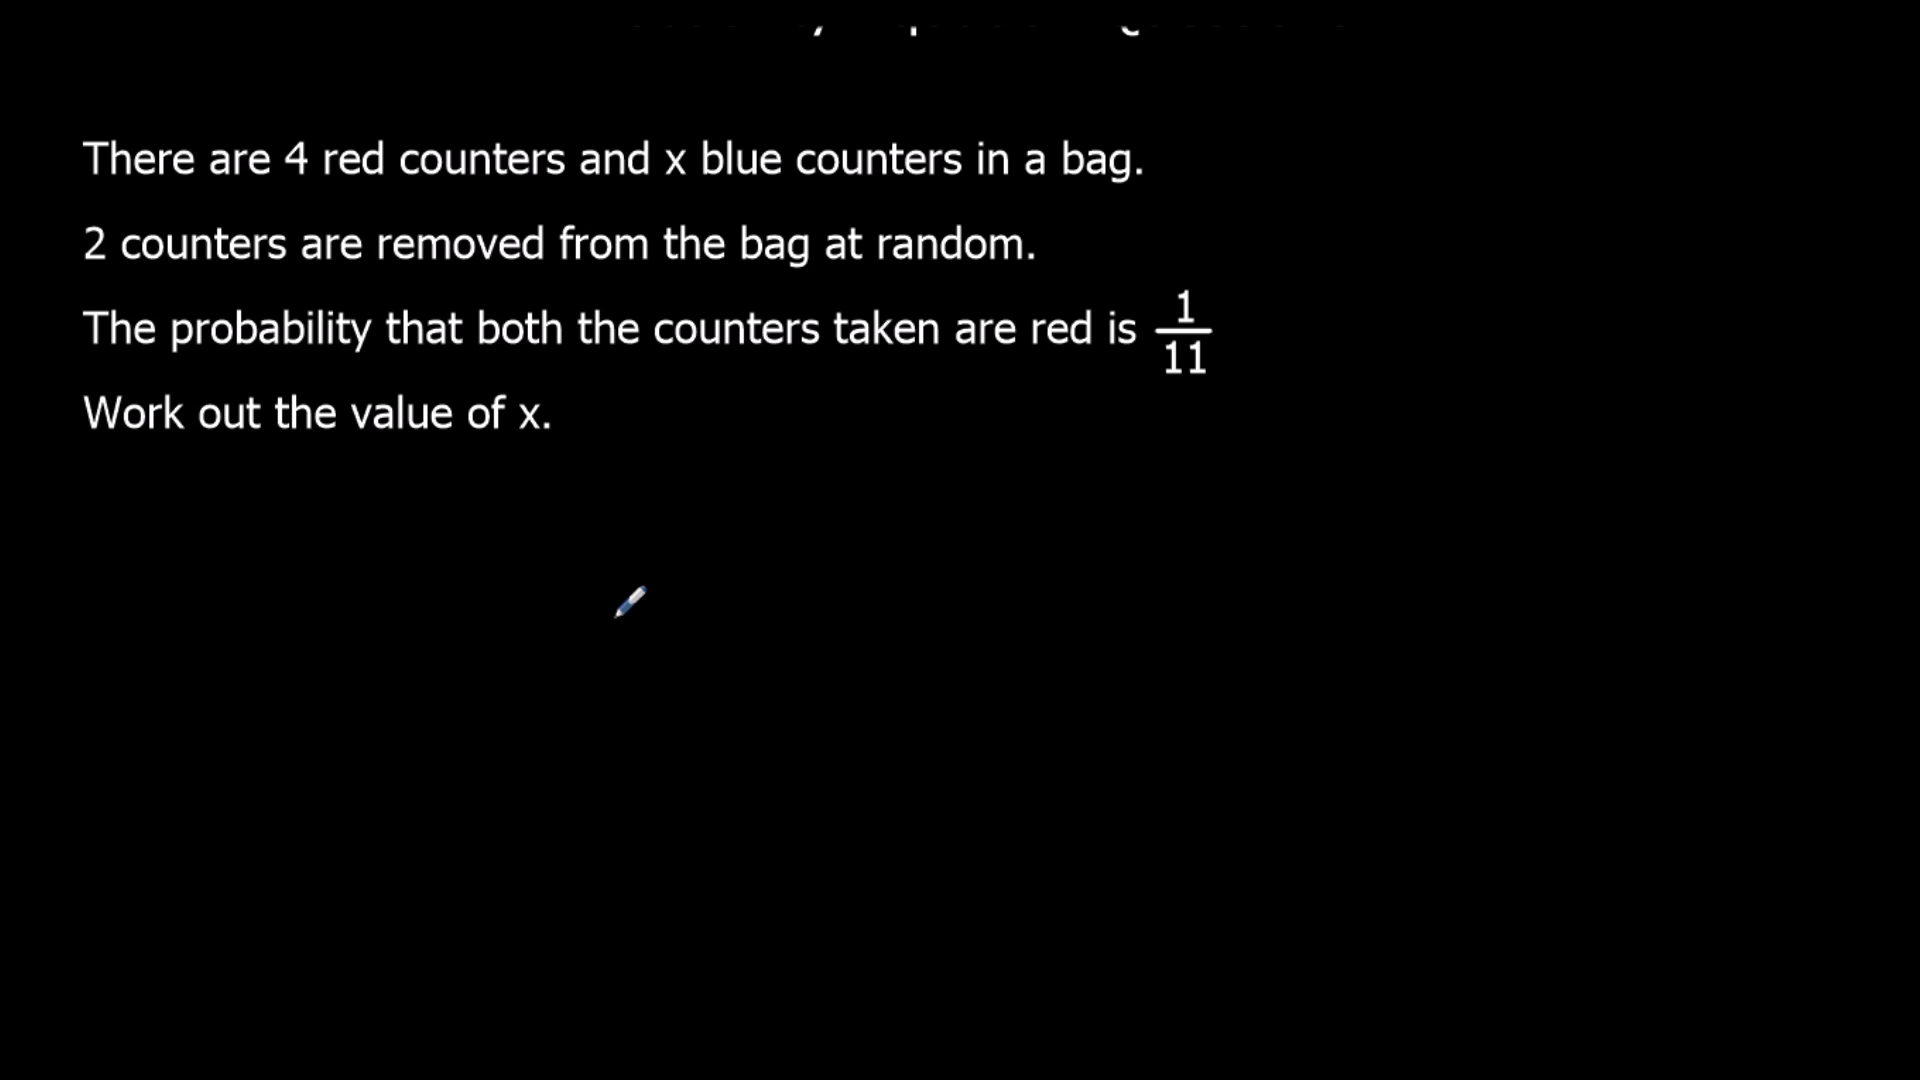 There are 4 red counters and x blue counters in a bag.
2 counters are removed from the bag at random.
The probability that both the counters taken are red is 1/11
Work out the value of x.